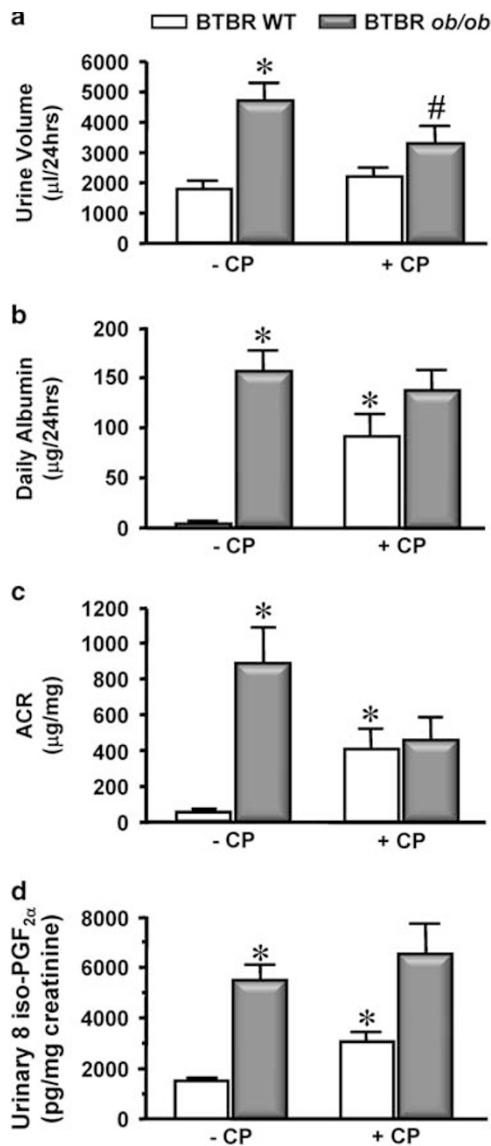 a
BTBR WT BTBR ob/ob
Urine Volume
(µl/24hrs)
6000
5000
4000
3000
2000
1000
0
*
#
- CP + CP
b
Daily Albumin
(µg/24hrs)
200
150
100
50
0
*
*
- CP + CP
c
ACR
(µg/mg)
1200
1000
800
600
400
200
0
*
*
- CP + CP
d
Urinary 8 iso-PGF2α
(pg/mg creatinine)
8000
6000
4000
2000
0
*
*
- CP + CP